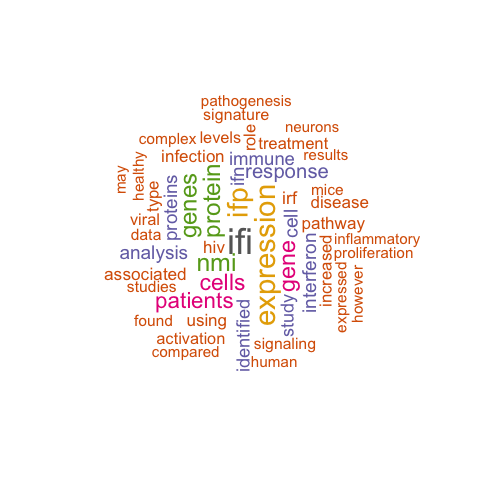 pathogenesis
signature
neurons
complex
levels
role
treatment
infection
immune
results
may
healthy
type
proteins
genes
protein
ifn
ifp
response
mice
irf
disease
viral
data
cell
pathway
analysis
hiv
ifi
expression
gene
interferon
increased
inflammatory
proliferation
nmi
associated
studies
cells
patients
study
expressed
however
found
using
identified
activation
signaling
compared
human